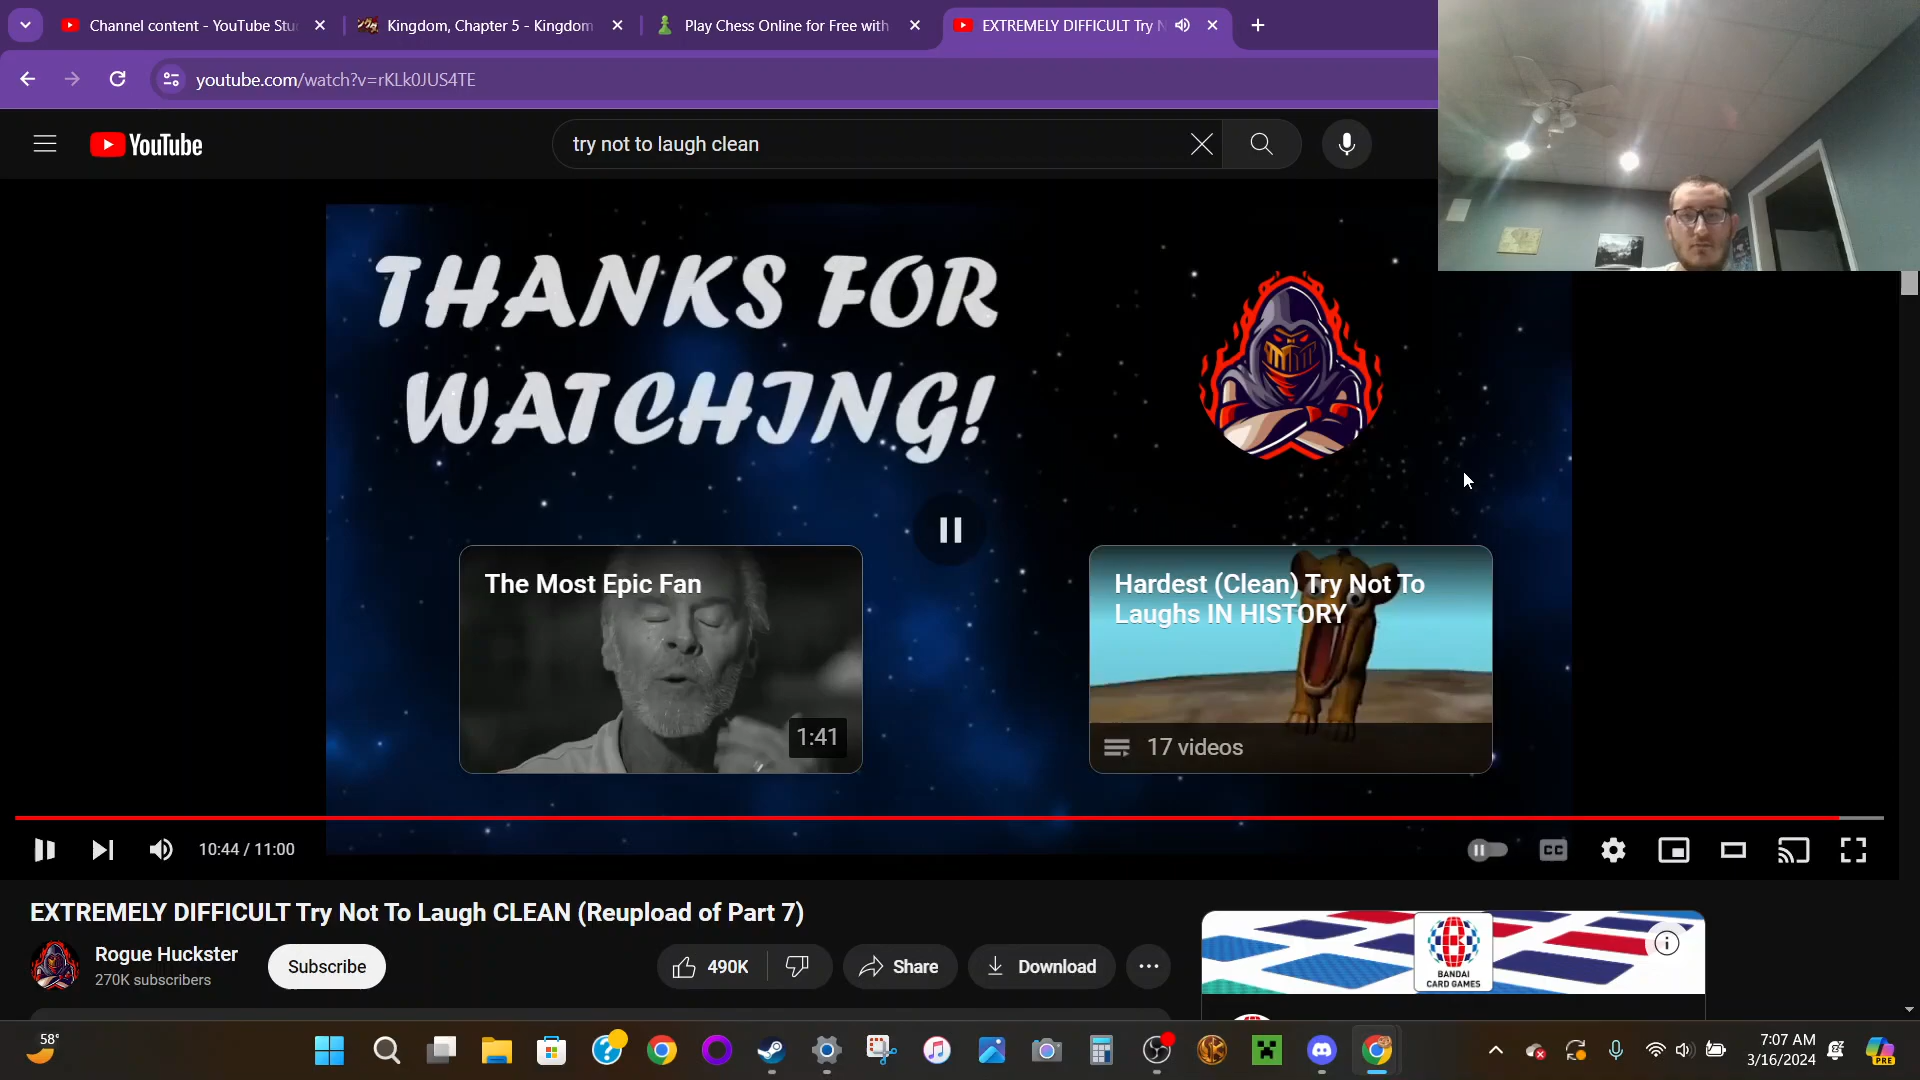 Channel content - YouTube Stu
Kingdom, Chapter 5 - Kingdom
Play Chess Online for Free with
EXTREMELY DIFFICULT Try N
youtube.com/watch?v=rKLk0JUS4TE
YouTube
try not to laugh clean
THANKS FOR
WATCHING!
The Most Epic Fan
1:41
Hardest (Clean) Try Not To
Laughs IN HISTORY
17 videos
10:44 / 11:00
CC
EXTREMELY DIFFICULT Try Not To Laugh CLEAN (Reupload of Part 7)
Rogue Huckster
270K subscribers
Subscribe
490K
Share
Download
BANDAI
CARD GAMES
58°
7:07 AM
3/16/2024
PRE